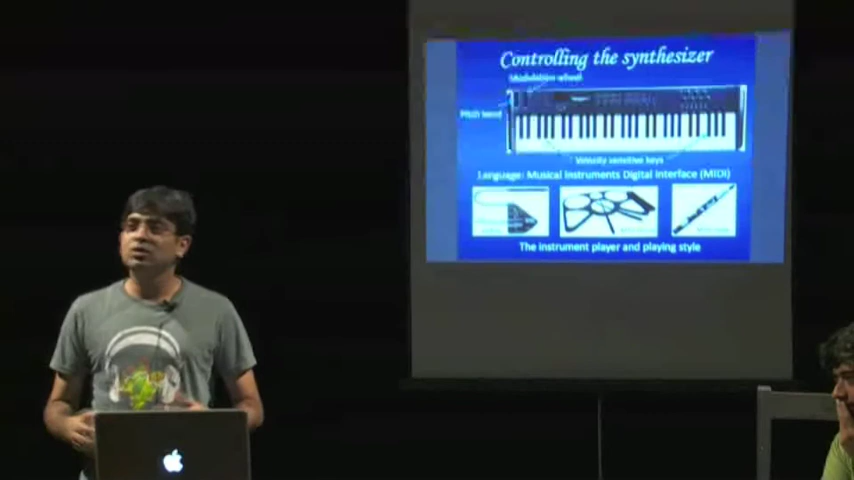 Controlling the synthesizer
Modulation wheel
Pitch bend
Velocity sensitive keys
Language: Musical Instruments Digital Interface (MIDI)
The instrument player and playing style